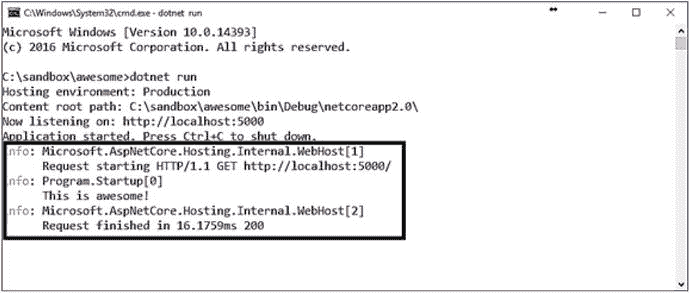 C:\Windows\System32\cmd.exe - dotnet run
Microsoft Windows [Version 10.0.14393]
(c) 2016 Microsoft Corporation. All rights reserved.
C:\sandbox\awesome>dotnet run
Hosting environment: Production
Content root path: C:\sandbox\awesome\bin\Debug\netcoreapp2.0\
Now listening on: http://localhost:5000
Application started. Press Ctrl+C to shut down.
info: Microsoft.AspNetCore.Hosting.Internal.WebHost[1]
Request starting HTTP/1.1 GET http://localhost:5000/
info: Program.Startup[0]
This is awesome!
info: Microsoft.AspNetCore.Hosting.Internal.WebHost[2]
Request finished in 16.1759ms 200